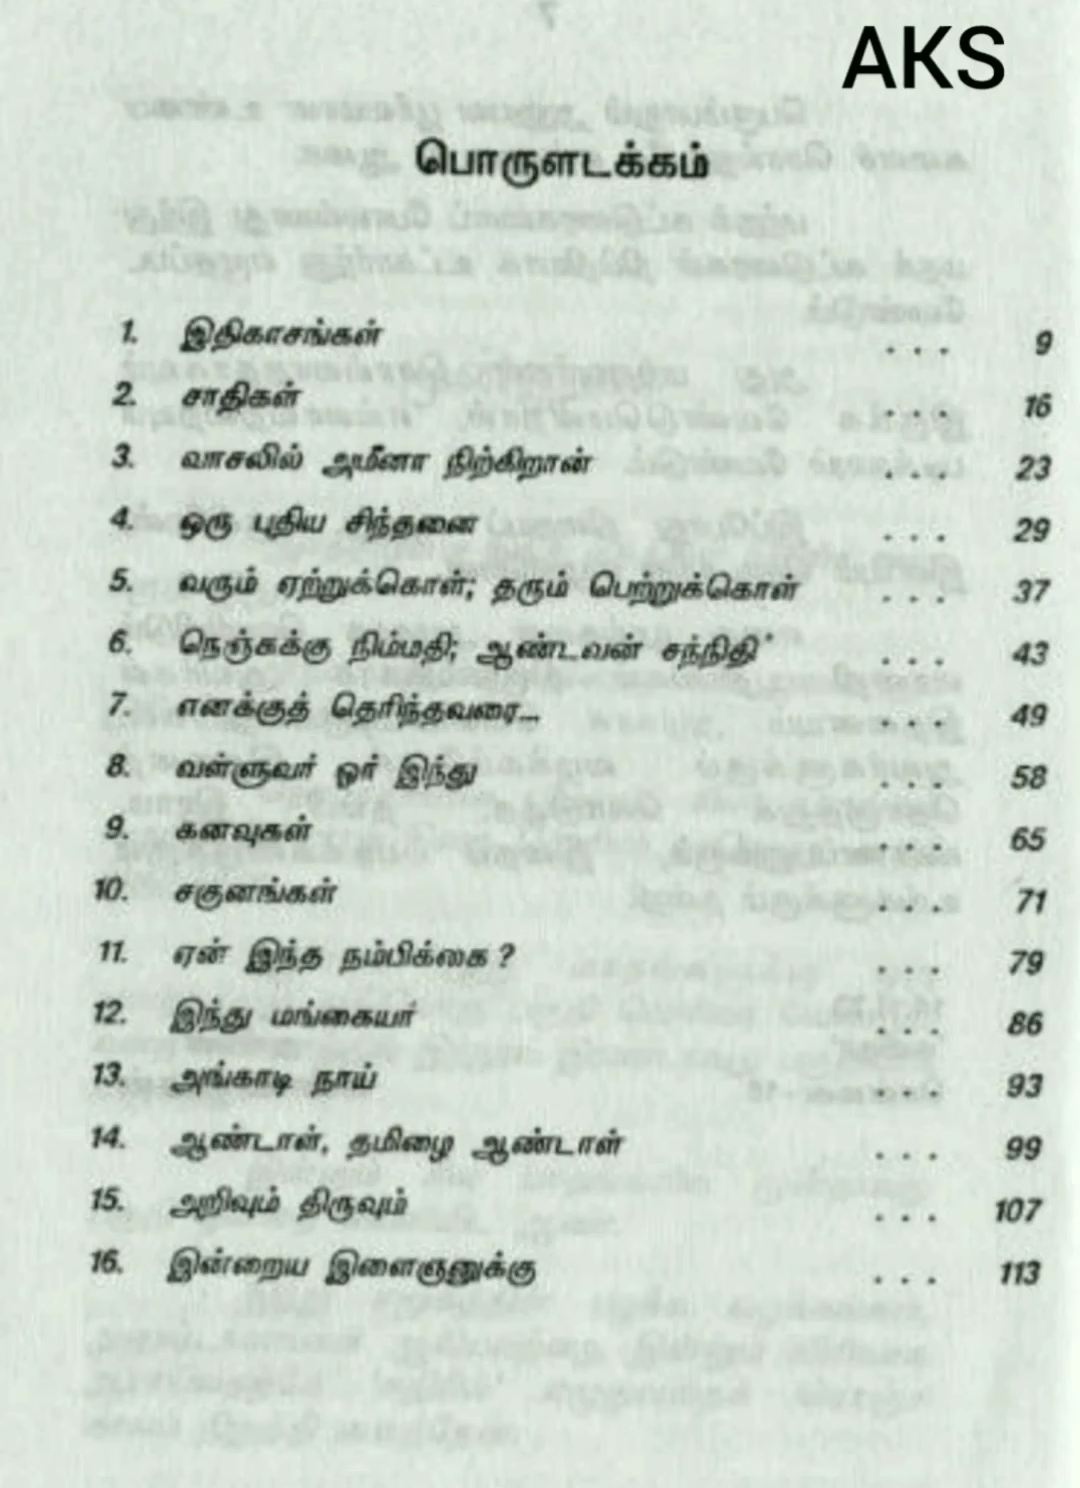 AKS
பொருளடக்கம்
1. இதிகாசங்கள் ... 9
2. சாதிகள் ... 16
3. வாசலில் அமீனா நிற்கிறான் ... 23
4. ஒரு புதிய சிந்தனை ... 29
5. வரும் ஏற்றுக்கொள்; தரும் பெற்றுக்கொள் ... 37
6. நெஞ்சுக்கு நிம்மதி; ஆண்டவன் சந்நிதி ... 43
7. எனக்குத் தெரிந்தவரை... ... 49
8. வள்ளுவர் ஓர் இந்து ... 58
9. கனவுகள் ... 65
10. சகுனங்கள் ... 71
11. ஏன் இந்த நம்பிக்கை ? ... 79
12. இந்து மங்கையர் ... 86
13. அங்காடி நாய் ... 93
14. ஆண்டாள், தமிழை ஆண்டாள் ... 99
15. அறிவும் திருவும் ... 107
16. இன்றைய இளைஞனுக்கு ... 113